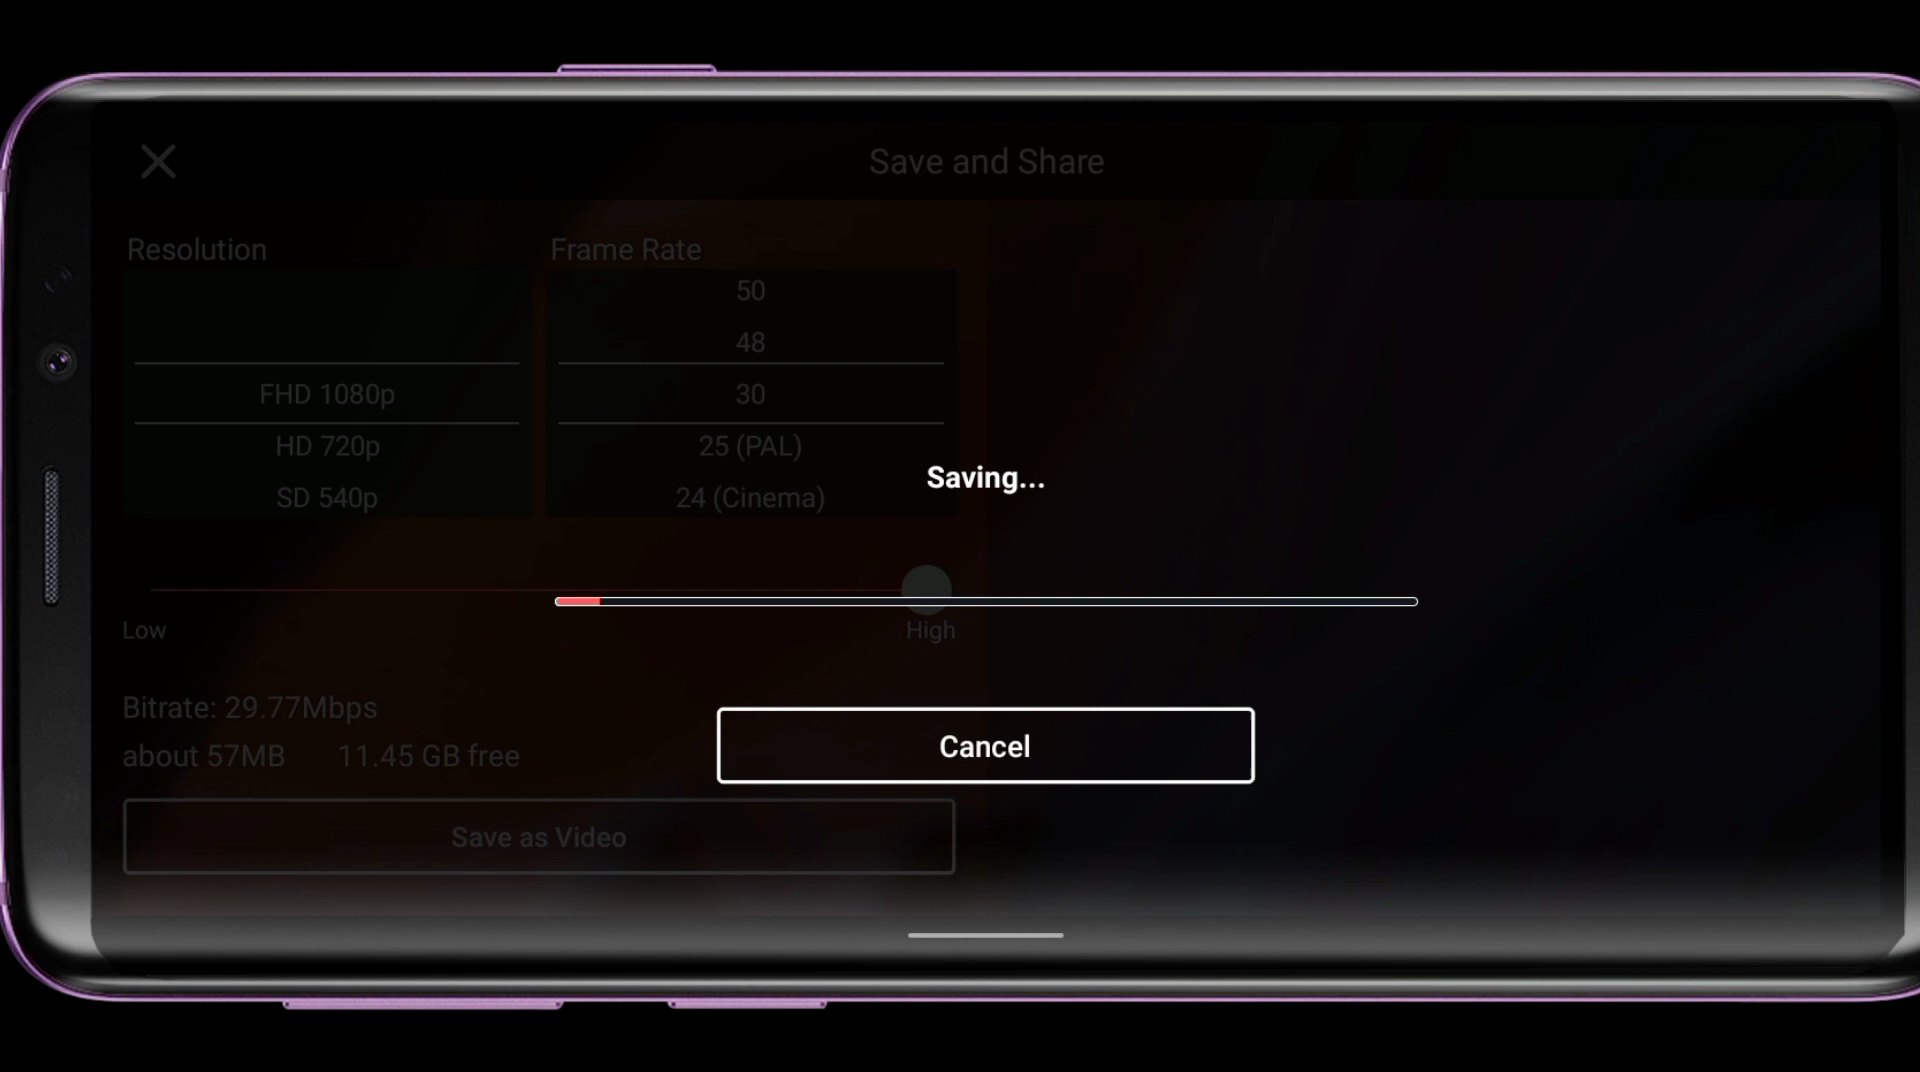 Save and Share
Resolution
Frame Rate
50
48
FHD 1080p
30
HD 720p
25 (PAL)
SD 540p
24 (Cinema)
Saving...
Low
High
Bitrate: 29.77Mbps
about 57MB 11.45 GB free
Cancel
Save as Video